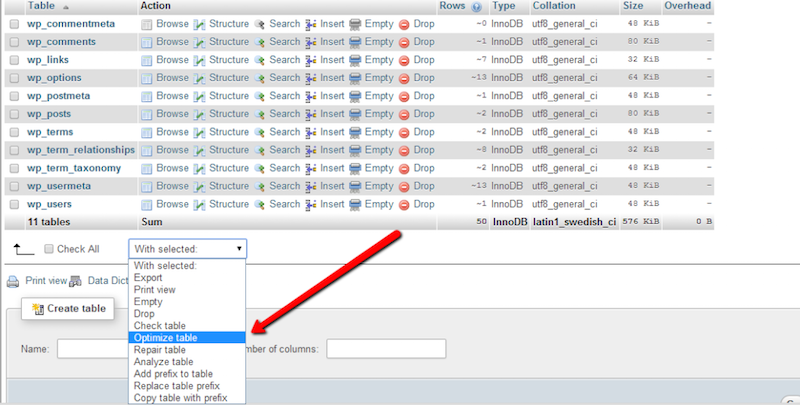 Table Action Rows Type Collation Size Overhead
wp_commentmeta Browse Structure Search Insert Empty Drop ~0 InnoDB utf8_general_ci 48 KiB -
wp_comments Browse Structure Search Insert Empty Drop ~1 InnoDB utf8_general_ci 80 KiB -
wp_links Browse Structure Search Insert Empty Drop ~7 InnoDB utf8_general_ci 32 KiB -
wp_options Browse Structure Search Insert Empty Drop ~13 InnoDB utf8_general_ci 64 KiB -
wp_postmeta Browse Structure Search Insert Empty Drop ~1 InnoDB utf8_general_ci 48 KiB -
wp_posts Browse Structure Search Insert Empty Drop ~2 InnoDB utf8_general_ci 80 KiB -
wp_terms Browse Structure Search Insert Empty Drop ~2 InnoDB utf8_general_ci 48 KiB -
wp_term_relationships Browse Structure Search Insert Empty Drop ~8 InnoDB utf8_general_ci 32 KiB -
wp_term_taxonomy Browse Structure Search Insert Empty Drop ~2 InnoDB utf8_general_ci 48 KiB -
wp_usermeta Browse Structure Search Insert Empty Drop ~13 InnoDB utf8_general_ci 48 KiB -
wp_users Browse Structure Search Insert Empty Drop ~1 InnoDB utf8_general_ci 48 KiB -
11 tables Sum 50 InnoDB latin1_swedish_ci 576 KiB 0 B
Check All With selected:
With selected:
Export
Print view Data Dict
Print view
Empty
Drop
Create table
Check table
Optimize table
Name: mber of columns:
Repair table
Analyze table
Add prefix to table
Replace table prefix
Copy table with prefix